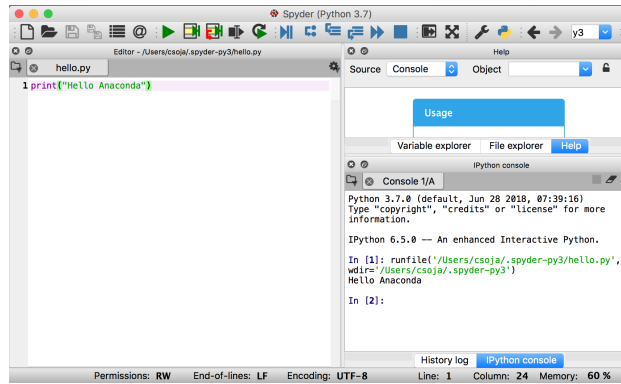 Spyder (Python 3.7)
y3
Editor - /Users/csoja/.spyder-py3/hello.py
hello.py
1 print("Hello Anaconda")
Help
Source Console Object
Usage
Variable explorer File explorer Help
IPython console
Console 1/A
Python 3.7.0 (default, Jun 28 2018, 07:39:16)
Type "copyright", "credits" or "license" for more
information.
IPython 6.5.0 -- An enhanced Interactive Python.
In [1]: runfile('/Users/csoja/.spyder-py3/hello.py',
wdir='/Users/csoja/.spyder-py3')
Hello Anaconda
In [2]:
History log IPython console
Permissions: RW End-of-lines: LF Encoding: UTF-8 Line: 1 Column: 24 Memory: 60 %